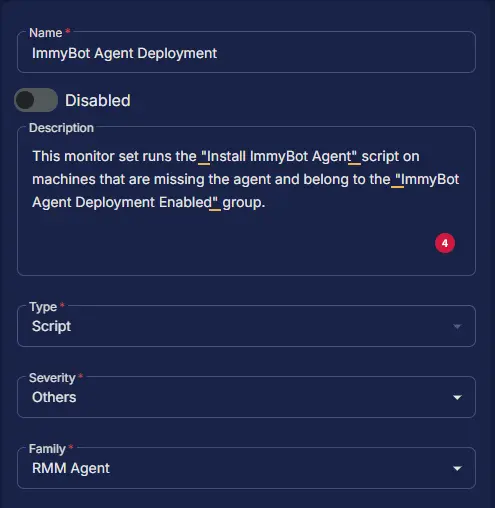 Name *
ImmyBot Agent Deployment
Disabled
Description
This monitor set runs the "Install ImmyBot Agent" script on
machines that are missing the agent and belong to the "ImmyBot
Agent Deployment Enabled" group.
4
Type *
Script
Severity *
Others
Family *
RMM Agent